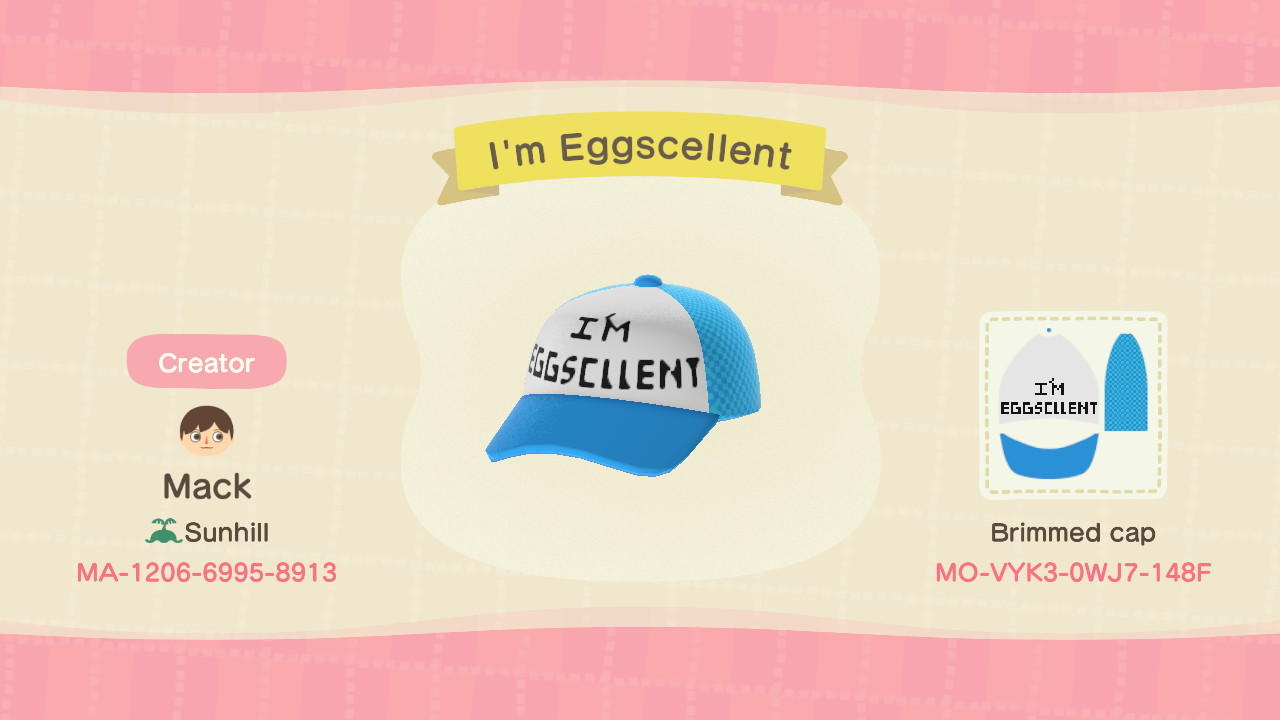 I'm Eggscellent
I'M
EGGSCLLENT
Creator
Mack
Sunhill
MA-1206-6995-8913
I'M
EGGSCLLENT
Brimmed cap
MO-VYK3-0WJ7-148F